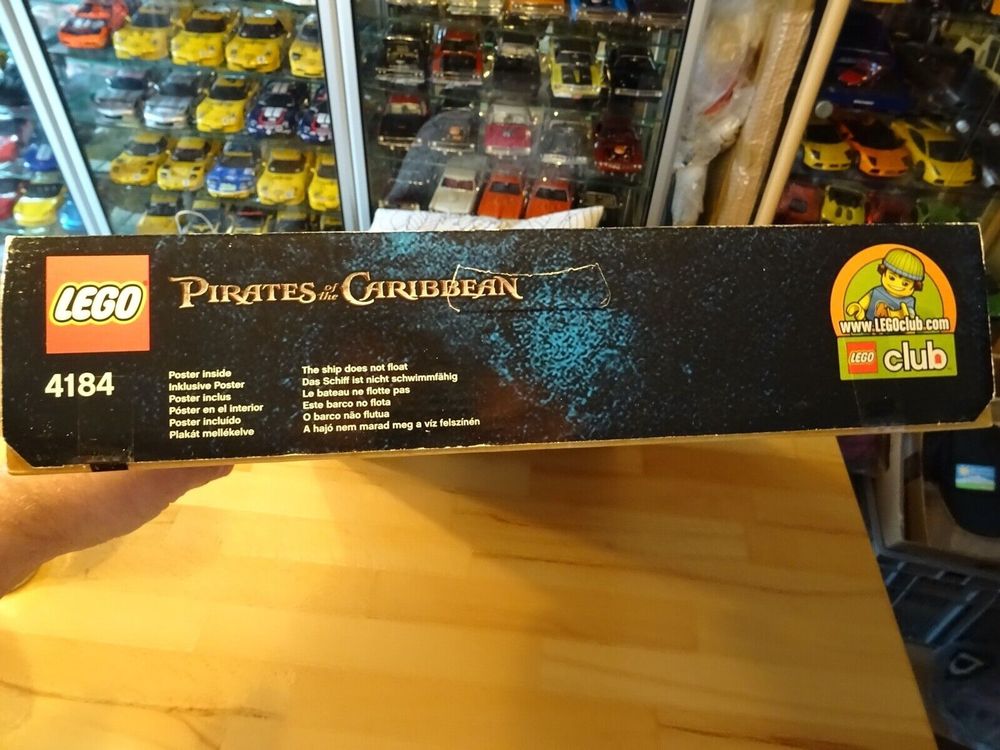 LEGO
PIRATES of the CARIBBEAN
4184
Poster inside
Inklusive Poster
Poster inclus
Póster en el interior
Poster incluído
Plakát mellékelve
The ship does not float
Das Schiff ist nicht schwimmfähig
Le bateau ne flotte pas
Este barco no flota
O barco não flutua
A hajó nem marad meg a víz felszínén
www.LEGOclub.com
LEGO club